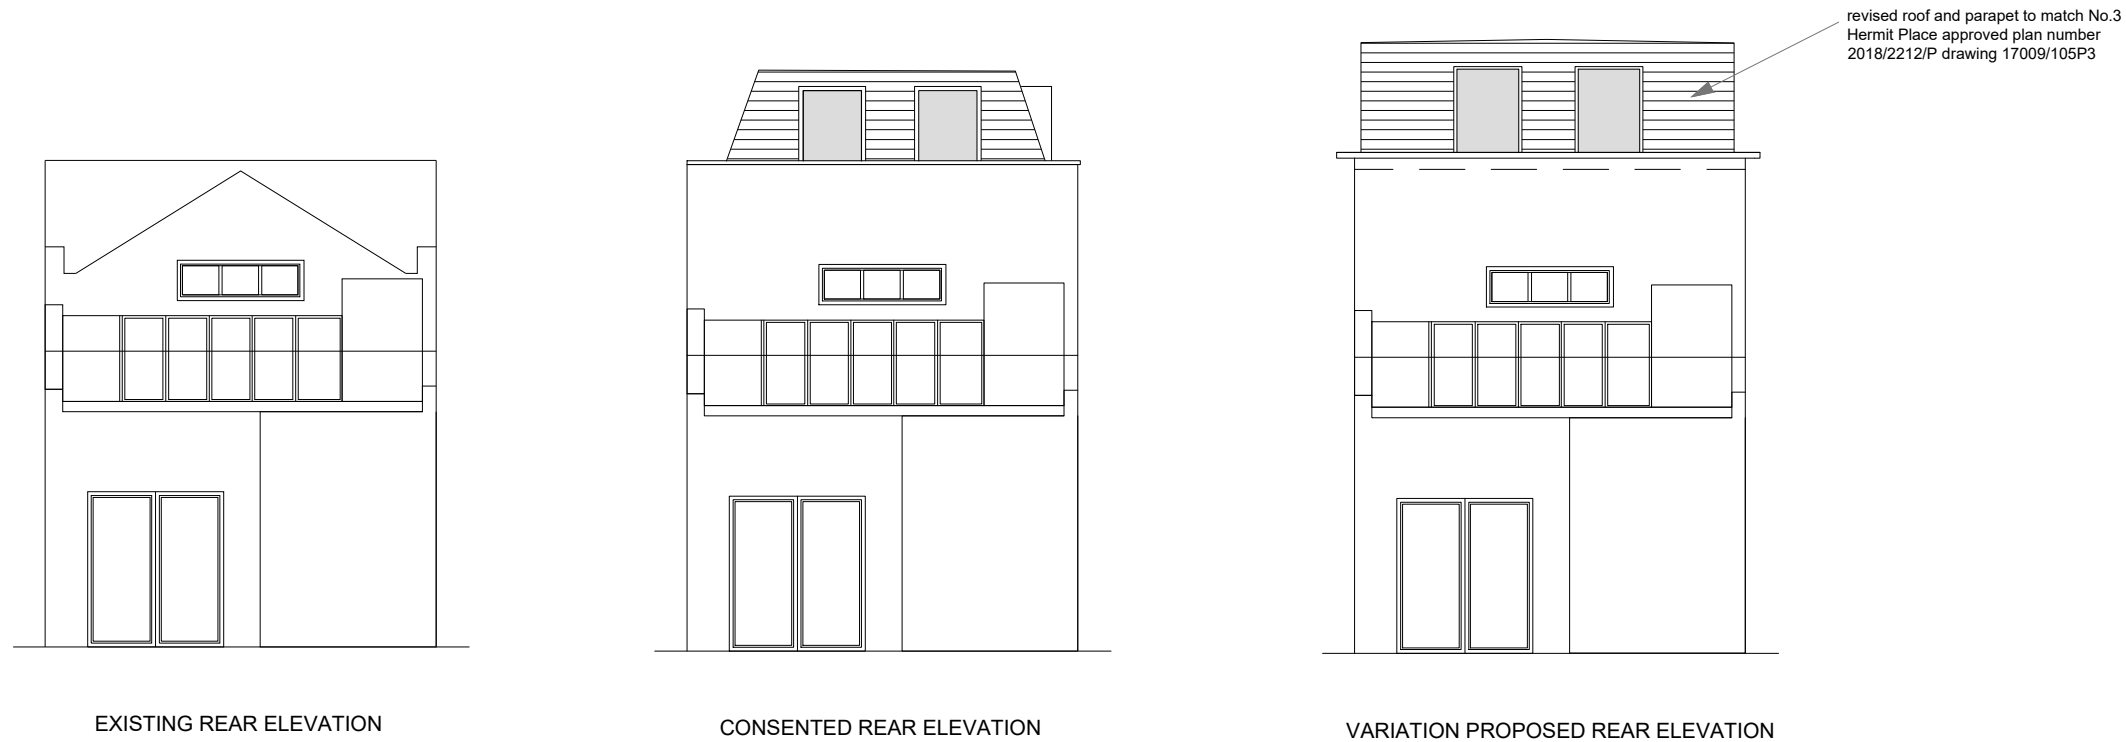 revised roof and parapet to match No.3
Hermit Place approved plan number
2018/2212/P drawing 17009/105P3
EXISTING REAR ELEVATION
CONSENTED REAR ELEVATION
VARIATION PROPOSED REAR ELEVATION